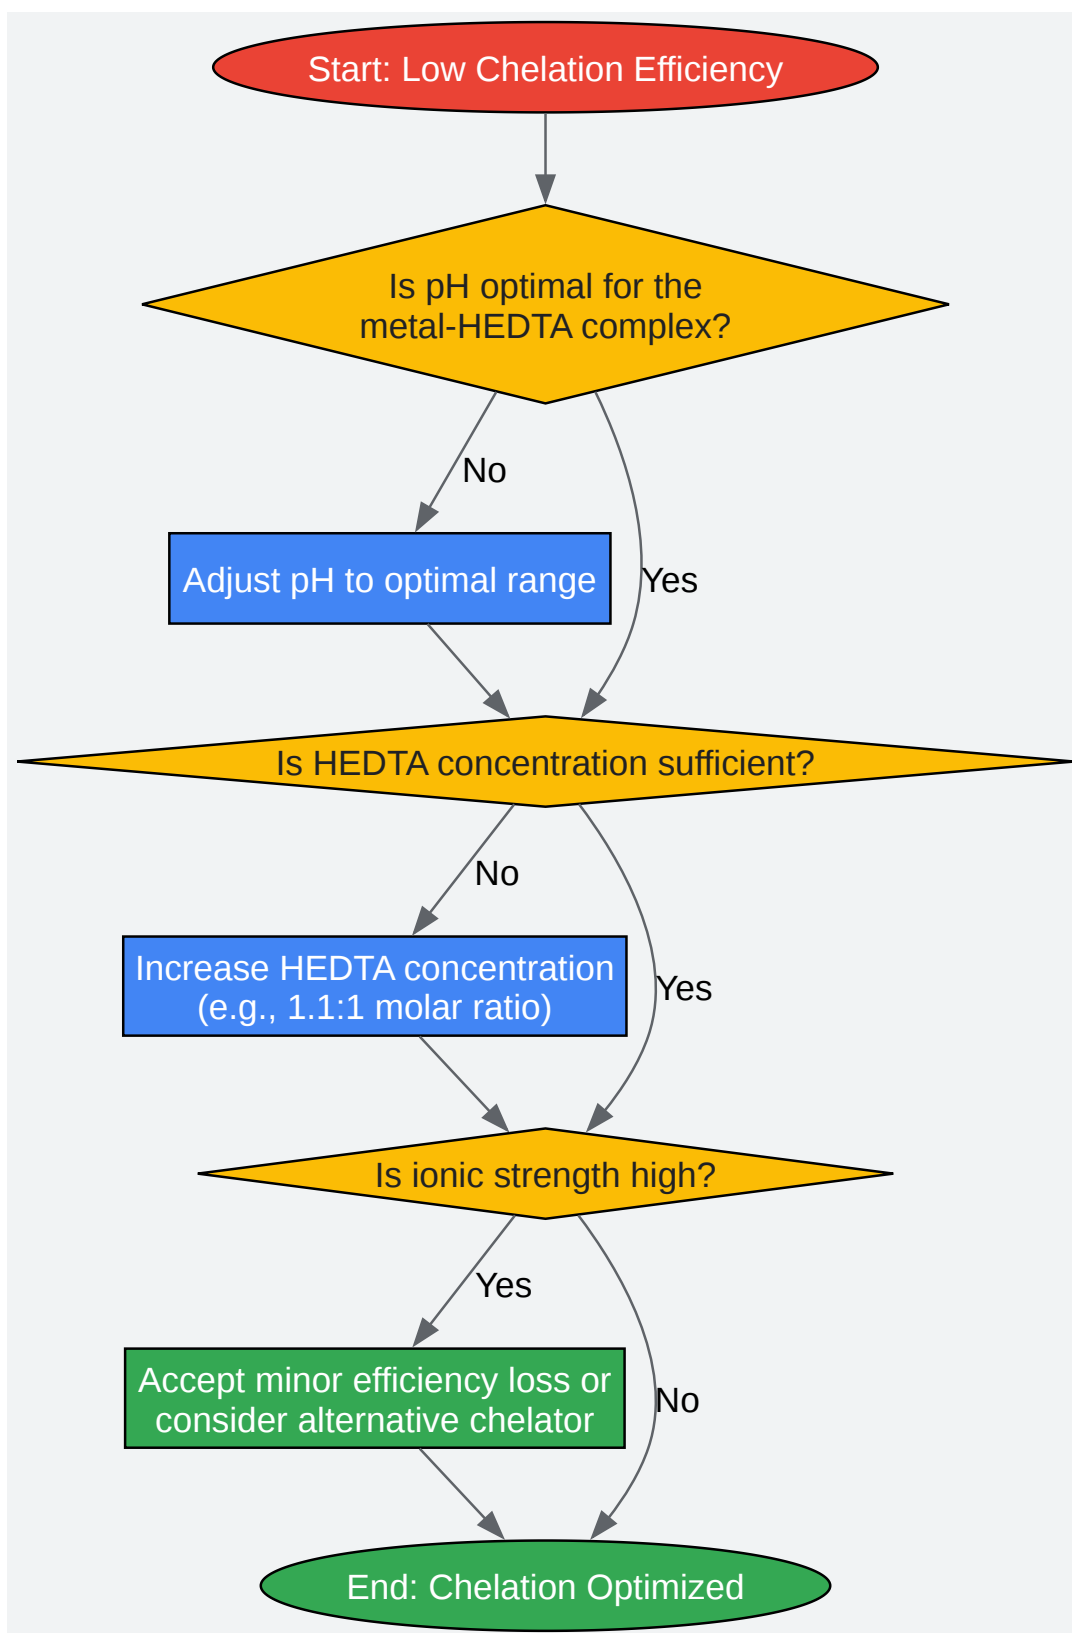 Start: Low Chelation Efficiency
Is pH optimal for the
metal-HEDTA complex?
No
Adjust pH to optimal range
Yes
Is HEDTA concentration sufficient?
No
Increase HEDTA concentration
(e.g., 1.1:1 molar ratio)
Yes
Is ionic strength high?
Yes
Accept minor efficiency loss or
consider alternative chelator
No
End: Chelation Optimized